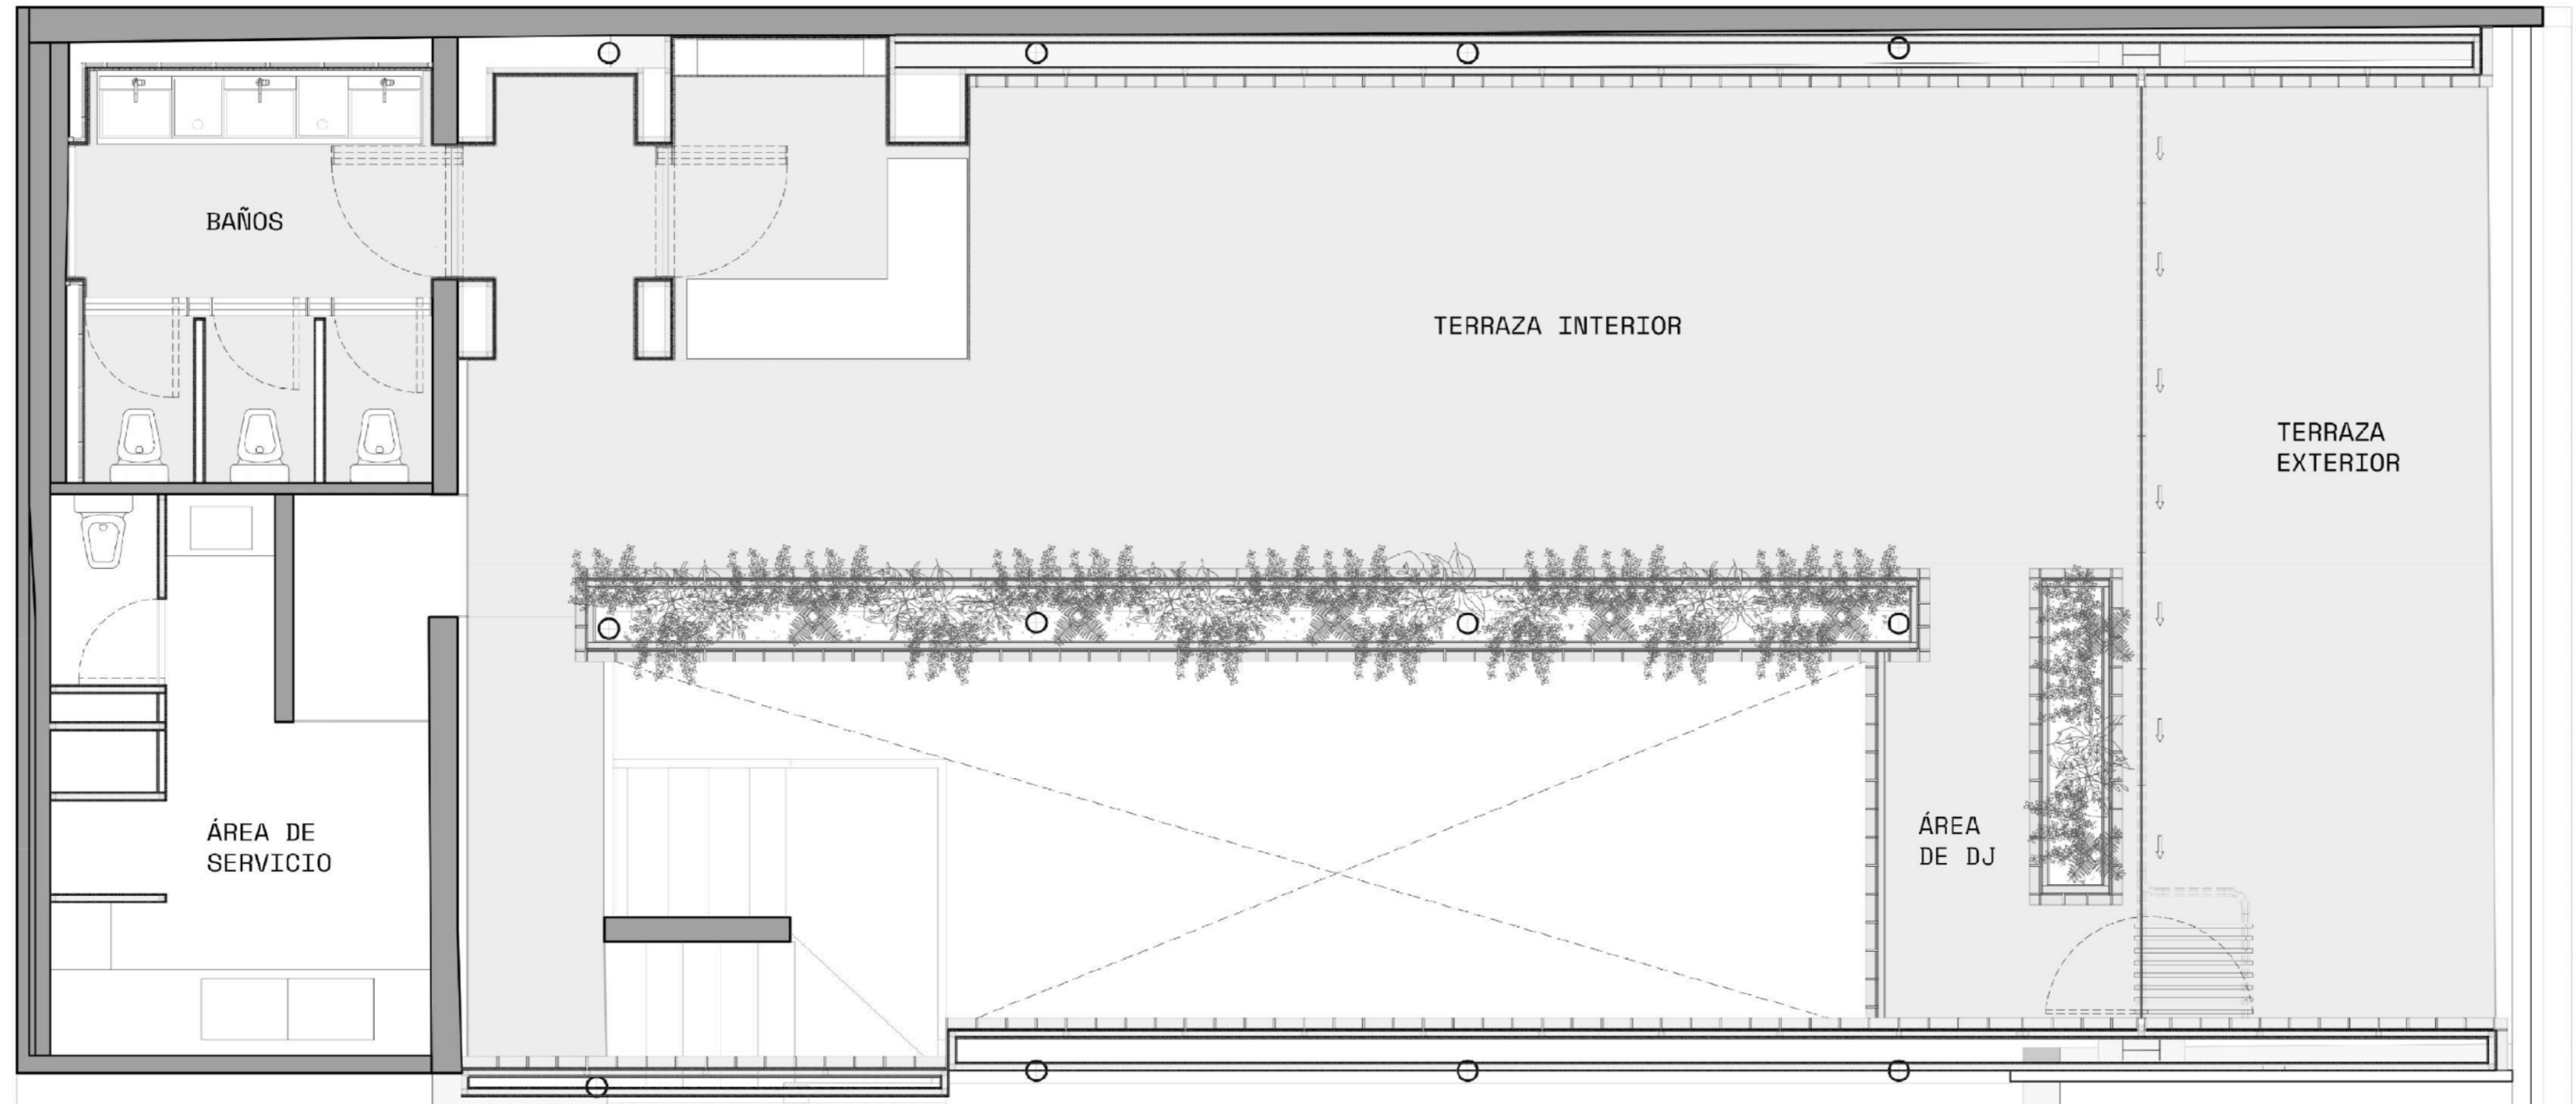 BAÑOS
TERRAZA INTERIOR
TERRAZA
EXTERIOR
ÁREA DE
SERVICIO
ÁREA
DE DJ